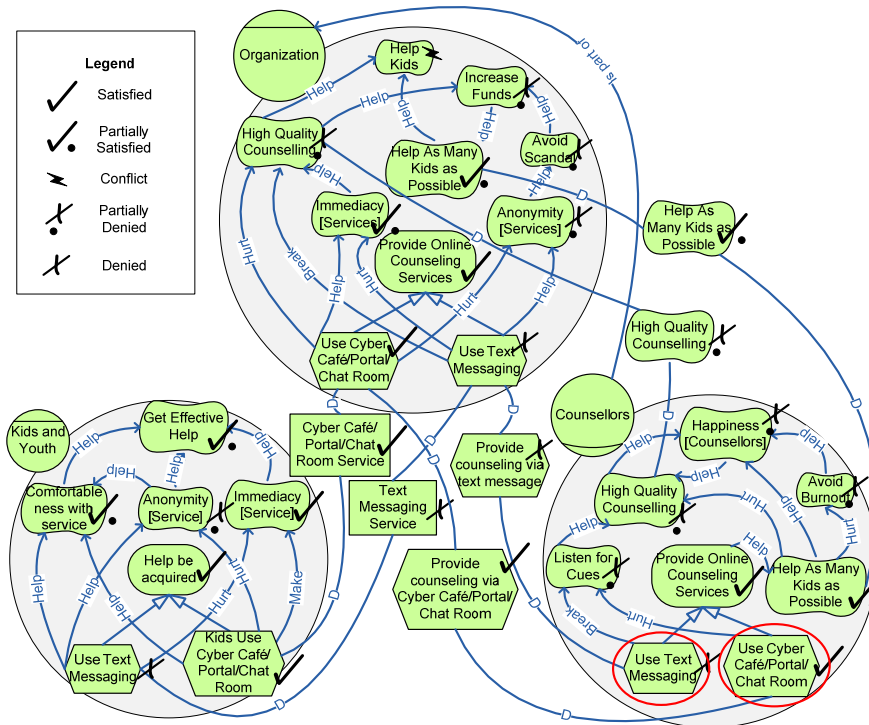 Legend
Satisfied
Partially
Satisfied
Conflict
Partially
Denied
Denied
Organization
Help
Kids
Increase
Funds
High Quality
Counselling
Help As Many
Kids as
Possible
Avoid
Scandal
Immediacy
[Services]
Anonymity
[Services]
Provide Online
Counseling
Services
Use Cyber
Café/Portal/
Chat Room
Use Text
Messaging
Help
Help
Help
Help
Help
Help
Help
Hurt
Break
Help
Hurt
Hurt
Help
Is part of
D
D
Help As
Many Kids as
Possible
High Quality
Counselling
D
D
Kids and
Youth
Get Effective
Help
Comfortable
ness with
service
Anonymity
[Service]
Immediacy
[Service]
Help be
acquired
Use Text
Messaging
Kids Use
Cyber Café/
Portal/Chat
Room
Help
Help
Help
Help
Help
Help
Help
Hurt
Hurt
Make
Cyber Café/
Portal/Chat
Room Service
Text
Messaging
Service
Provide
counseling via
text message
Provide
counseling via
Cyber Café/Portal/
Chat Room
D
D
D
D
D
D
D
D
Counsellors
Happiness
[Counsellors]
High Quality
Counselling
Avoid
Burnout
Listen for
Cues
Provide Online
Counseling
Services
Help As Many
Kids as
Possible
Use Text
Messaging
Use Cyber
Café/Portal/
Chat Room
Help
Help
Help
Help
Hurt
Help
Hurt
Help
Break
Hurt